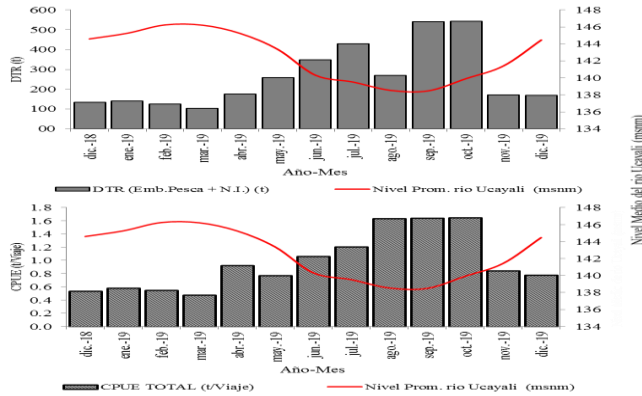 600
500
400
300
200
100
00
DTR (t)
148
146
144
142
140
138
136
134
dic.-18
ene.-19
feb.-19
mar.-19
abr.-19
may.-19
jun.-19
jul.-19
ago.-19
sep.-19
oct.-19
nov.-19
dic.-19
Año-Mes
DTR (Emb.Pesca + N.I.) (t)
Nivel Prom. rio Ucayali (msnm)
Nivel Medio del rio Ucayali (msnm)
1.8
1.6
1.4
1.2
1.0
0.8
0.6
0.4
0.2
0.0
CPUE (t/Viaje)
148
146
144
142
140
138
136
134
dic.-18
ene.-19
feb.-19
mar.-19
abr.-19
may.-19
jun.-19
jul.-19
ago.-19
sep.-19
oct.-19
nov.-19
dic.-19
Año-Mes
CPUE TOTAL (t/Viaje)
Nivel Prom. rio Ucayali (msnm)